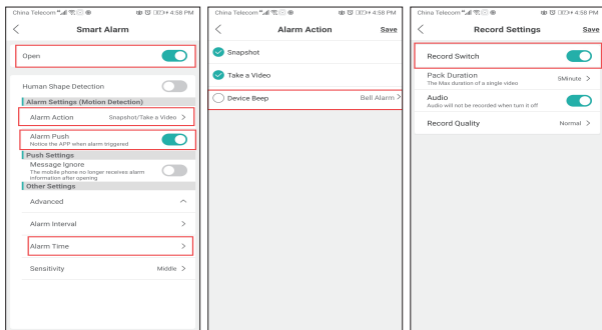 China Telecom 4:58 PM
Smart Alarm
Open
Human Shape Detection
Alarm Settings (Motion Detection)
Alarm Action Snapshot/Take a Video >
Alarm Push
Notice the APP when alarm triggered
Push Settings
Message Ignore
The mobile phone no longer receives alarm
information after opening
Other Settings
Advanced
Alarm Interval >
Alarm Time >
Sensitivity Middle >
China Telecom 4:58 PM
Alarm Action Save
Snapshot
Take a Video
Device Beep Bell Alarm >
China Telecom 4:58 PM
Record Settings Save
Record Switch
Pack Duration 5Minute >
The Max duration of a single video
Audio
Audio will not be recorded when turn it off
Record Quality Normal >